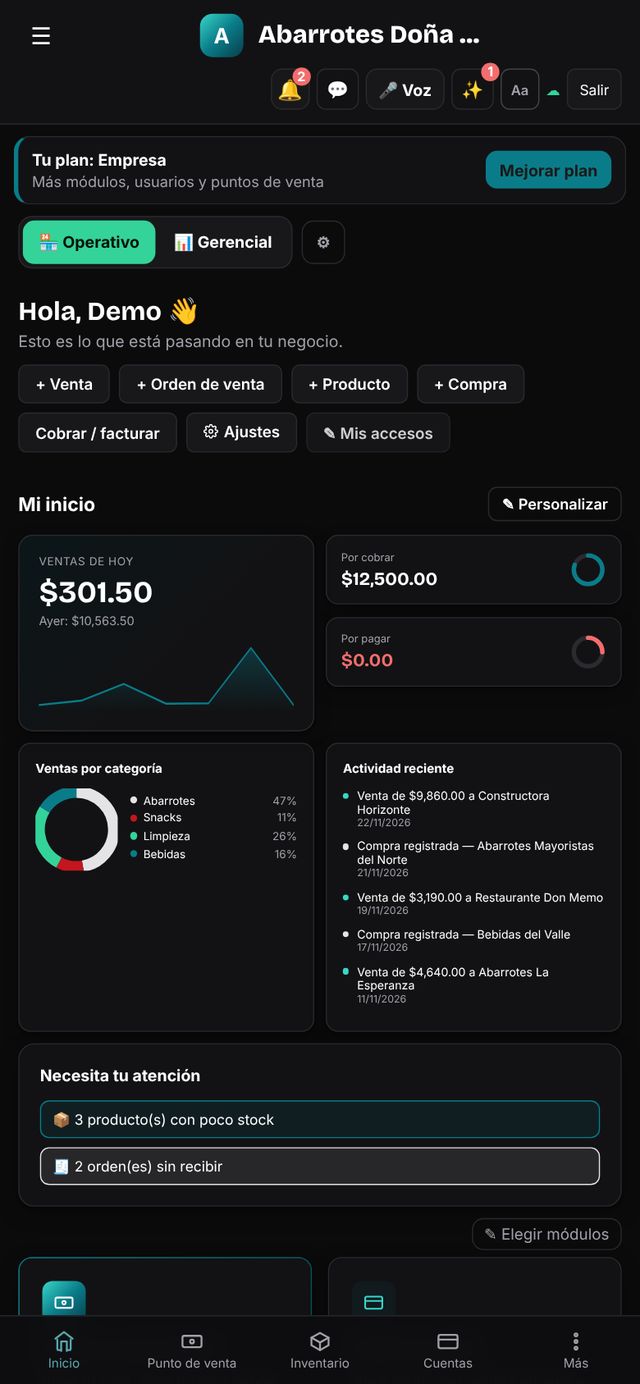 ☰
A
Abarrotes Doña ...
🔔 2
💬
🎤 Voz
✨ 1
Aa
☁
Salir
Tu plan: Empresa
Más módulos, usuarios y puntos de venta
Mejorar plan
🏪 Operativo
📊 Gerencial
⚙
Hola, Demo 👋
Esto es lo que está pasando en tu negocio.
+ Venta
+ Orden de venta
+ Producto
+ Compra
Cobrar / facturar
Ajustes
✎ Mis accesos
Mi inicio
✎ Personalizar
VENTAS DE HOY
$301.50
Ayer: $10,563.50
Por cobrar
$12,500.00
Por pagar
$0.00
Ventas por categoría
Abarrotes 47%
Snacks 11%
Limpieza 26%
Bebidas 16%
Actividad reciente
Venta de $9,860.00 a Constructora
Horizonte
22/11/2026
Compra registrada — Abarrotes Mayoristas
del Norte
21/11/2026
Venta de $3,190.00 a Restaurante Don Memo
19/11/2026
Compra registrada — Bebidas del Valle
17/11/2026
Venta de $4,640.00 a Abarrotes La
Esperanza
11/11/2026
Necesita tu atención
📦 3 producto(s) con poco stock
🧾 2 orden(es) sin recibir
✎ Elegir módulos
Inicio
Punto de venta
Inventario
Cuentas
Más